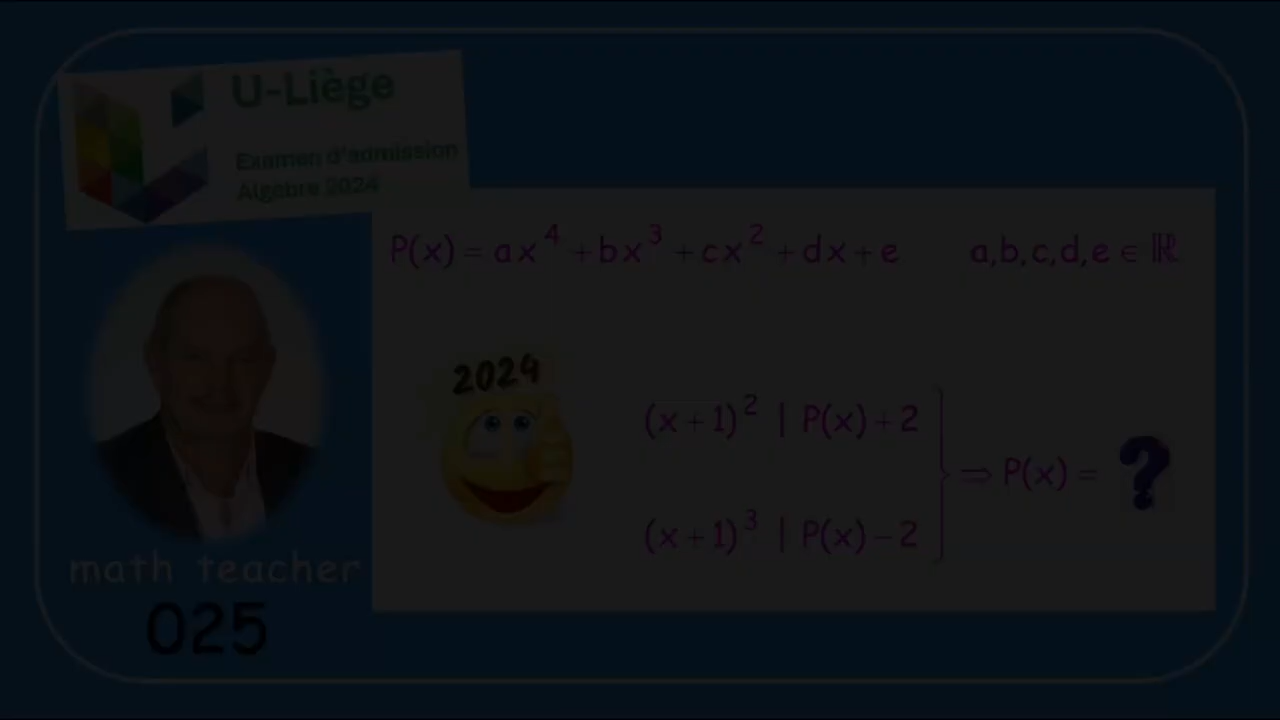 U-Liège
Examen d'admission
Algèbre 2024
P(x) = ax⁴ + bx³ + cx² + dx + e a,b,c,d,e ∈ ℝ
2024
(x + 1)² | P(x) + 2
⇒ P(x) = ?
(x + 1)³ | P(x) − 2
math teacher
025